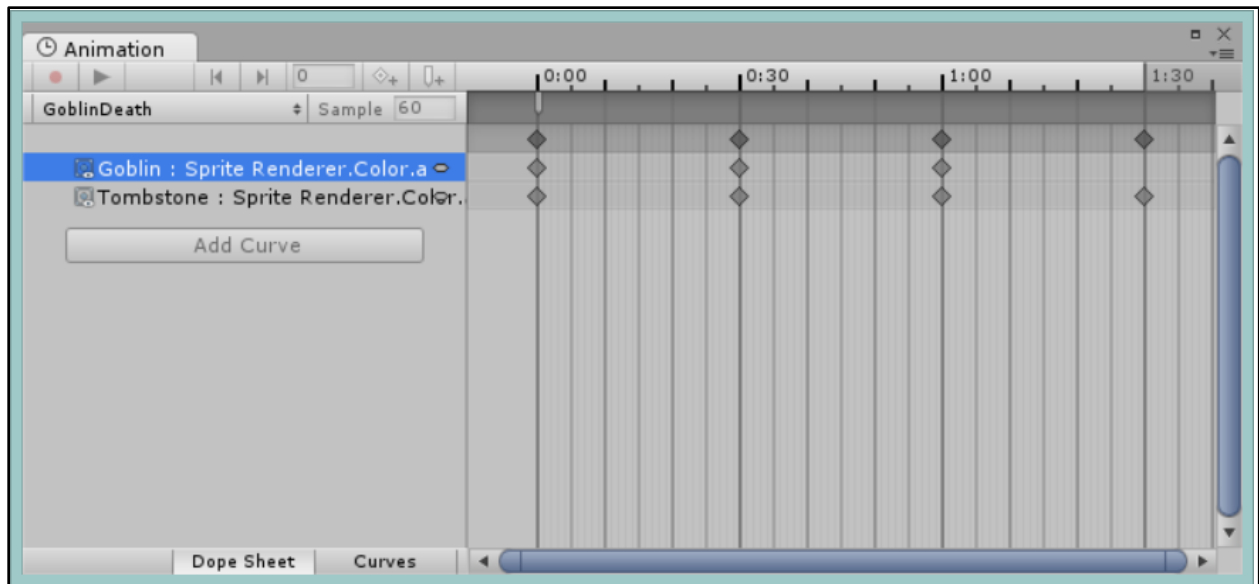 Animation
0 0:00 0:30 1:00 1:30
GoblinDeath Sample 60
Goblin : Sprite Renderer.Color.a
Tombstone : Sprite Renderer.Color.
Add Curve
Dope Sheet Curves